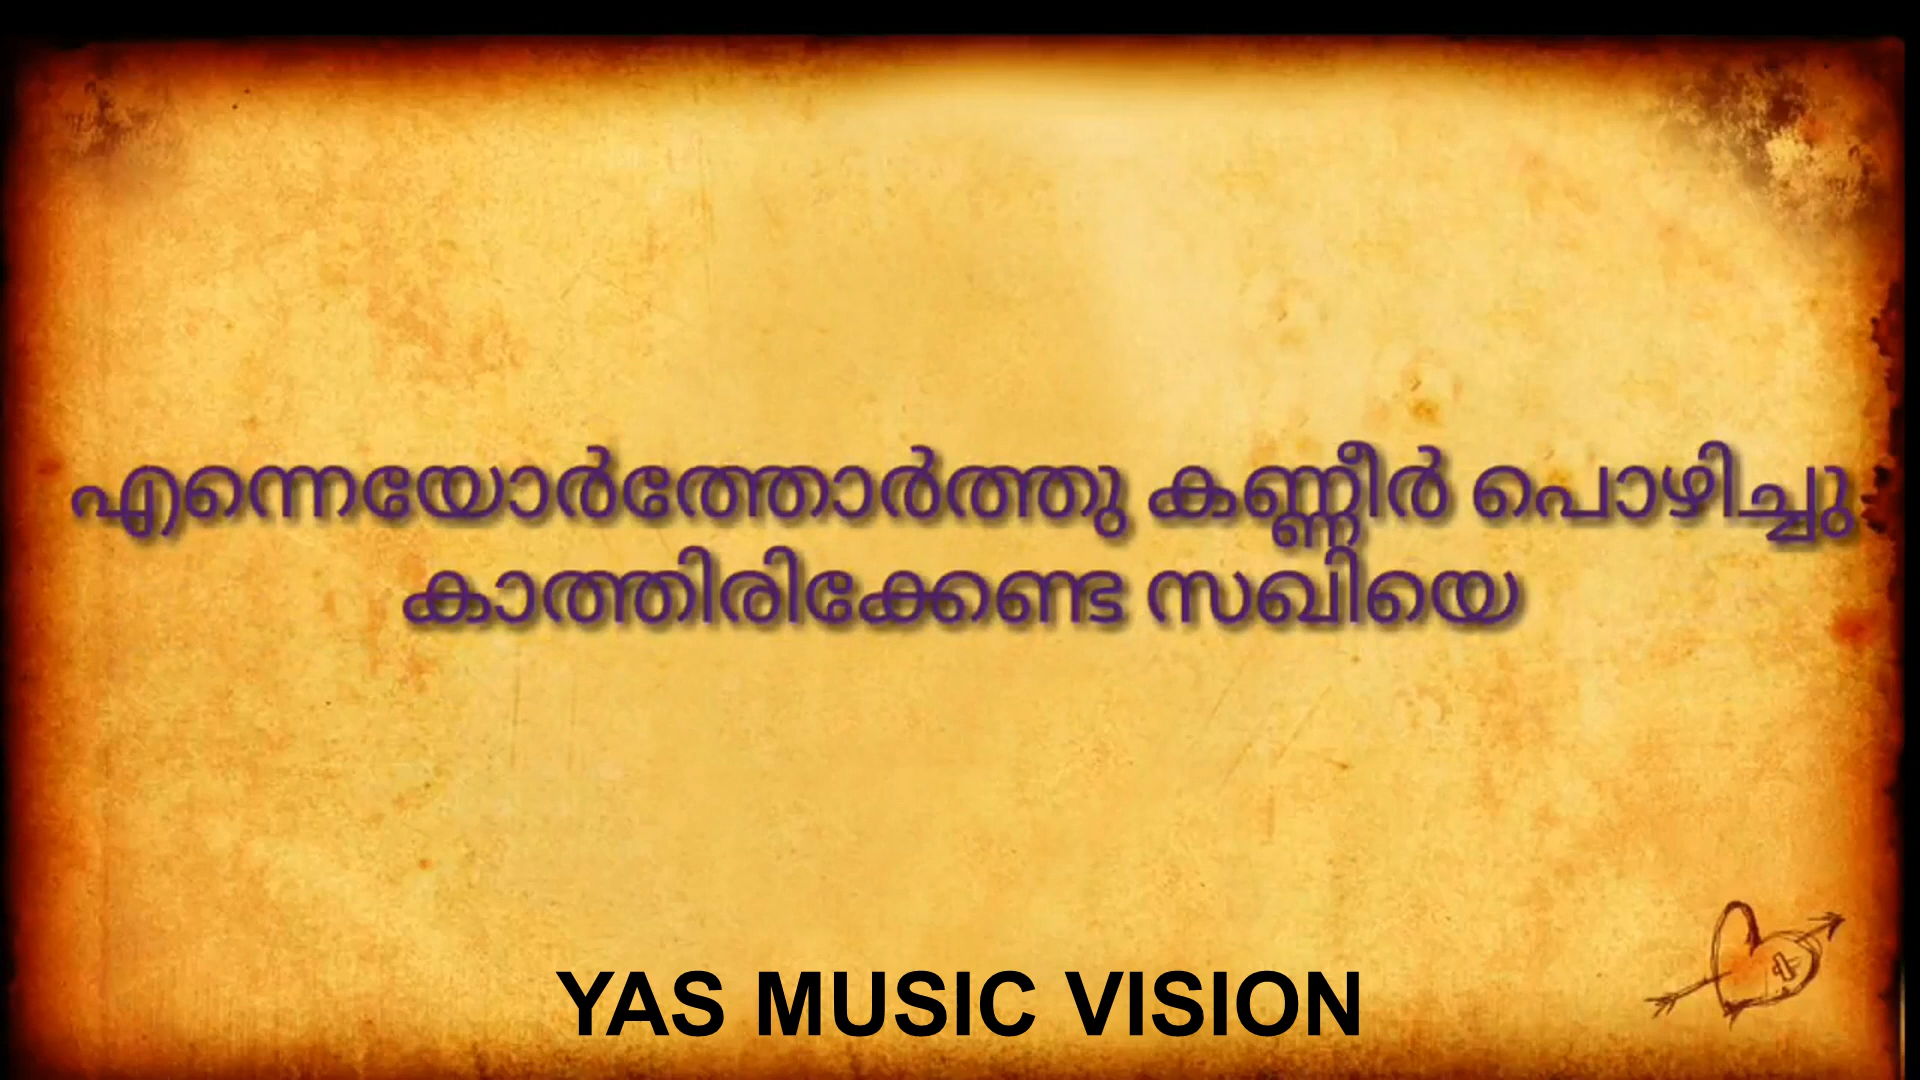 എന്നെയോർത്തോർത്തു കണ്ണീർ പൊഴിച്ചു
കാത്തിരിക്കേണ്ട സഖിയെ
YAS MUSIC VISION